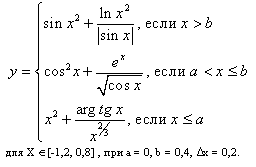 y = { sin x² + ln x² / |sin x| , если x > b
cos² x + eˣ / √cos x , если a < x ≤ b
x² + arg tg x / x^(2/3) , если x ≤ a
для X ∈ [-1,2, 0,8] , при a = 0, b = 0,4, Δx = 0,2.